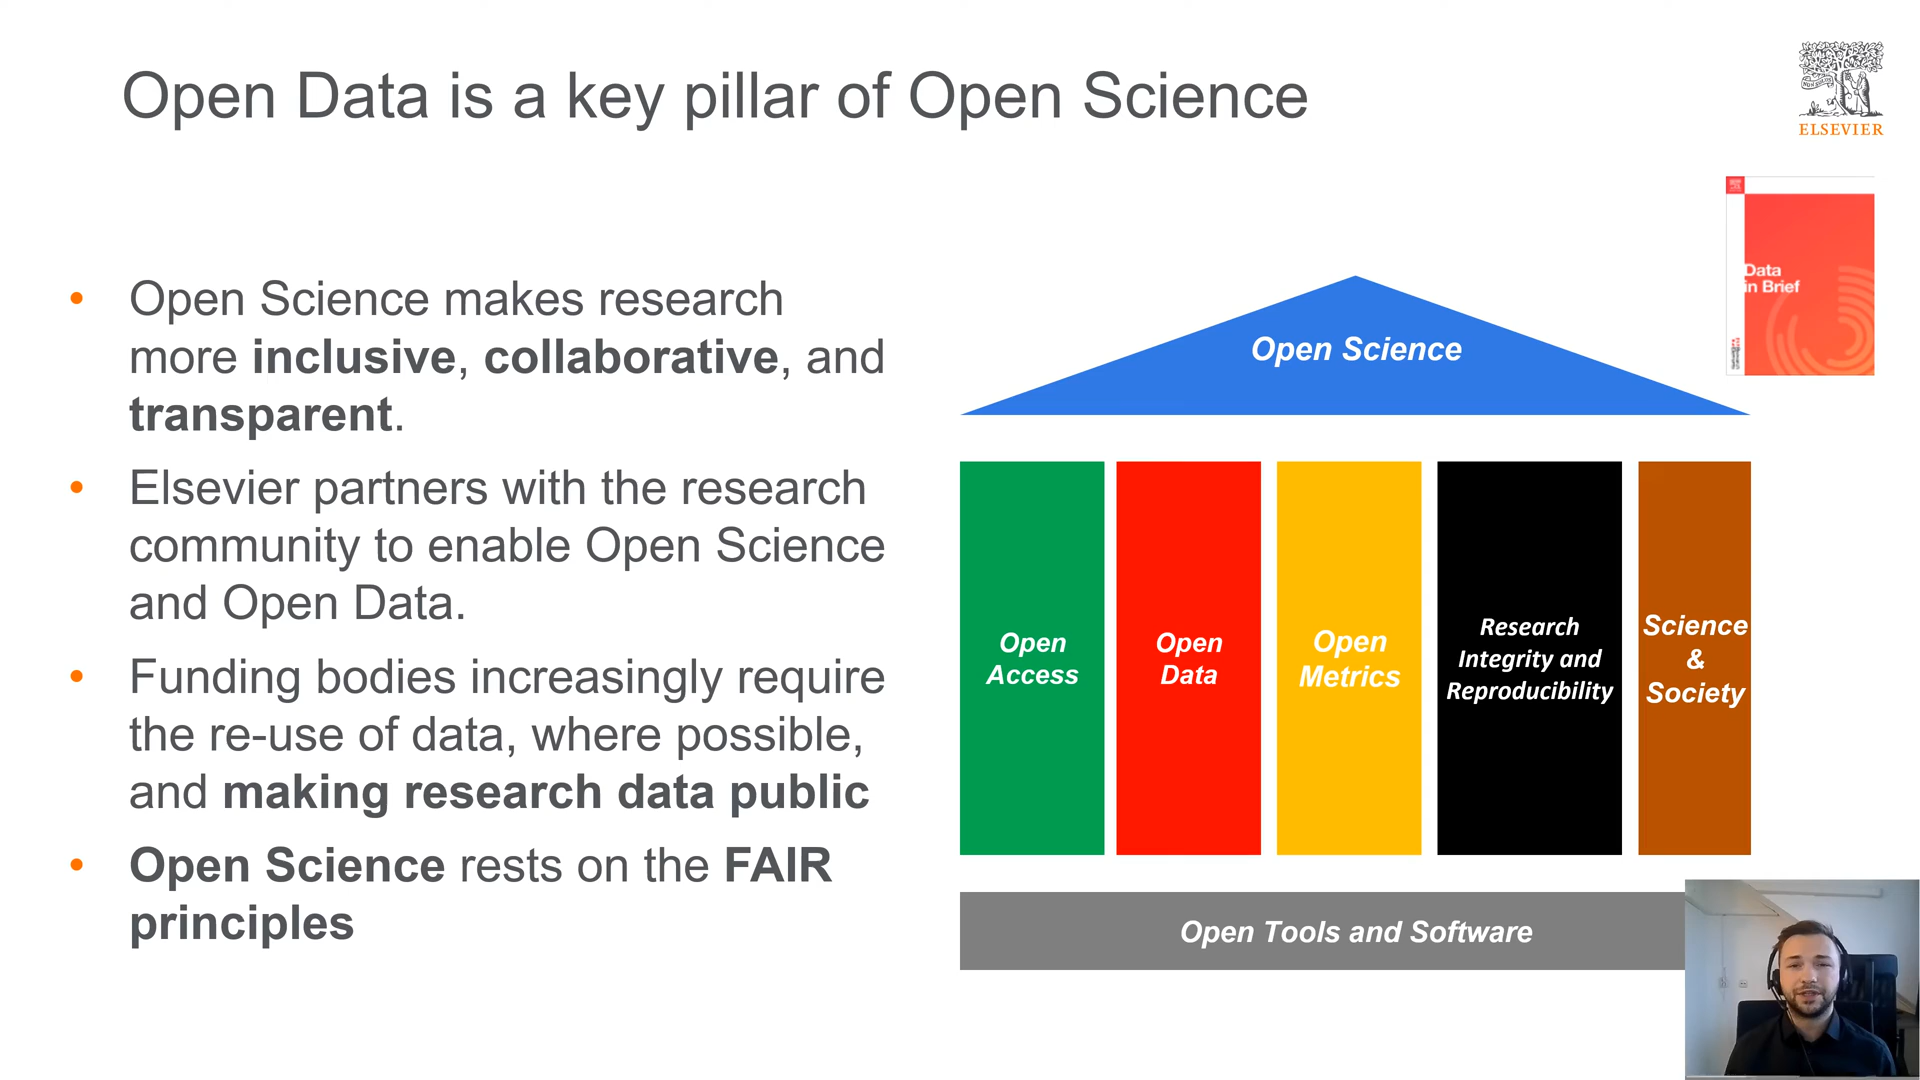 Open Data is a key pillar of Open Science
ELSEVIER
Data
in Brief
• Open Science makes research
more inclusive, collaborative, and
transparent.
• Elsevier partners with the research
community to enable Open Science
and Open Data.
• Funding bodies increasingly require
the re-use of data, where possible,
and making research data public
• Open Science rests on the FAIR
principles
Open Science
Open
Access
Open
Data
Open
Metrics
Research
Integrity and
Reproducibility
Science
&
Society
Open Tools and Software